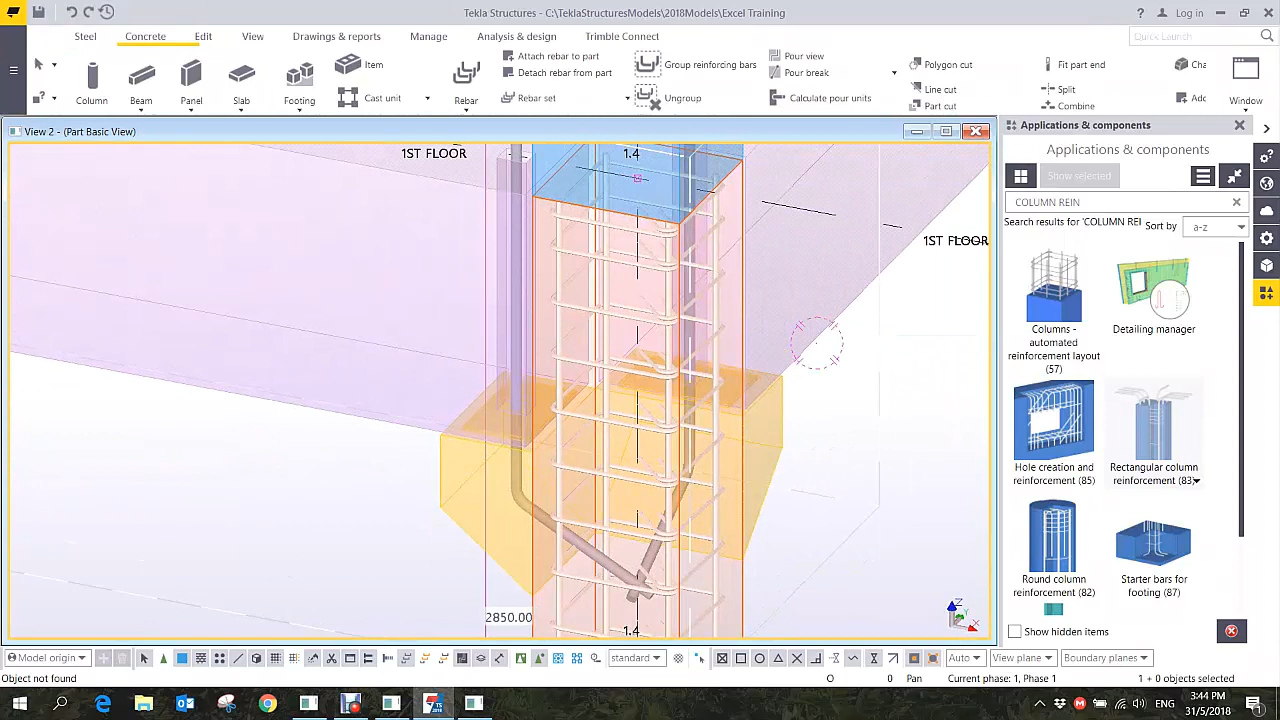 Tekla Structures - C:\TeklaStructuresModels\2018Models\Excel Training
Log in
Steel Concrete Edit View Drawings & reports Manage Analysis & design Trimble Connect
Quick Launch
Column Beam Panel Slab Footing Item Cast unit Rebar
Attach rebar to part
Detach rebar from part
Rebar set
Group reinforcing bars
Ungroup
Pour view
Pour break
Calculate pour units
Polygon cut
Line cut
Part cut
Fit part end
Split
Combine
Cha
Add
Window
View 2 - (Part Basic View)
1ST FLOOR
1.4
1ST FLOOR
2850.00
1.4
Z
Y
X
Applications & components
Applications & components
Show selected
COLUMN REIN
Search results for 'COLUMN REI
Sort by
a-z
Columns -
automated
reinforcement layout
(57)
Detailing manager
Hole creation and
reinforcement (85)
Rectangular column
reinforcement (83)
Round column
reinforcement (82)
Starter bars for
footing (87)
Show hidden items
Model origin
standard
Auto
View plane
Boundary planes
Object not found
O 0 Pan Current phase: 1, Phase 1 1 + 0 objects selected
ENG
3:44 PM
31/5/2018
1